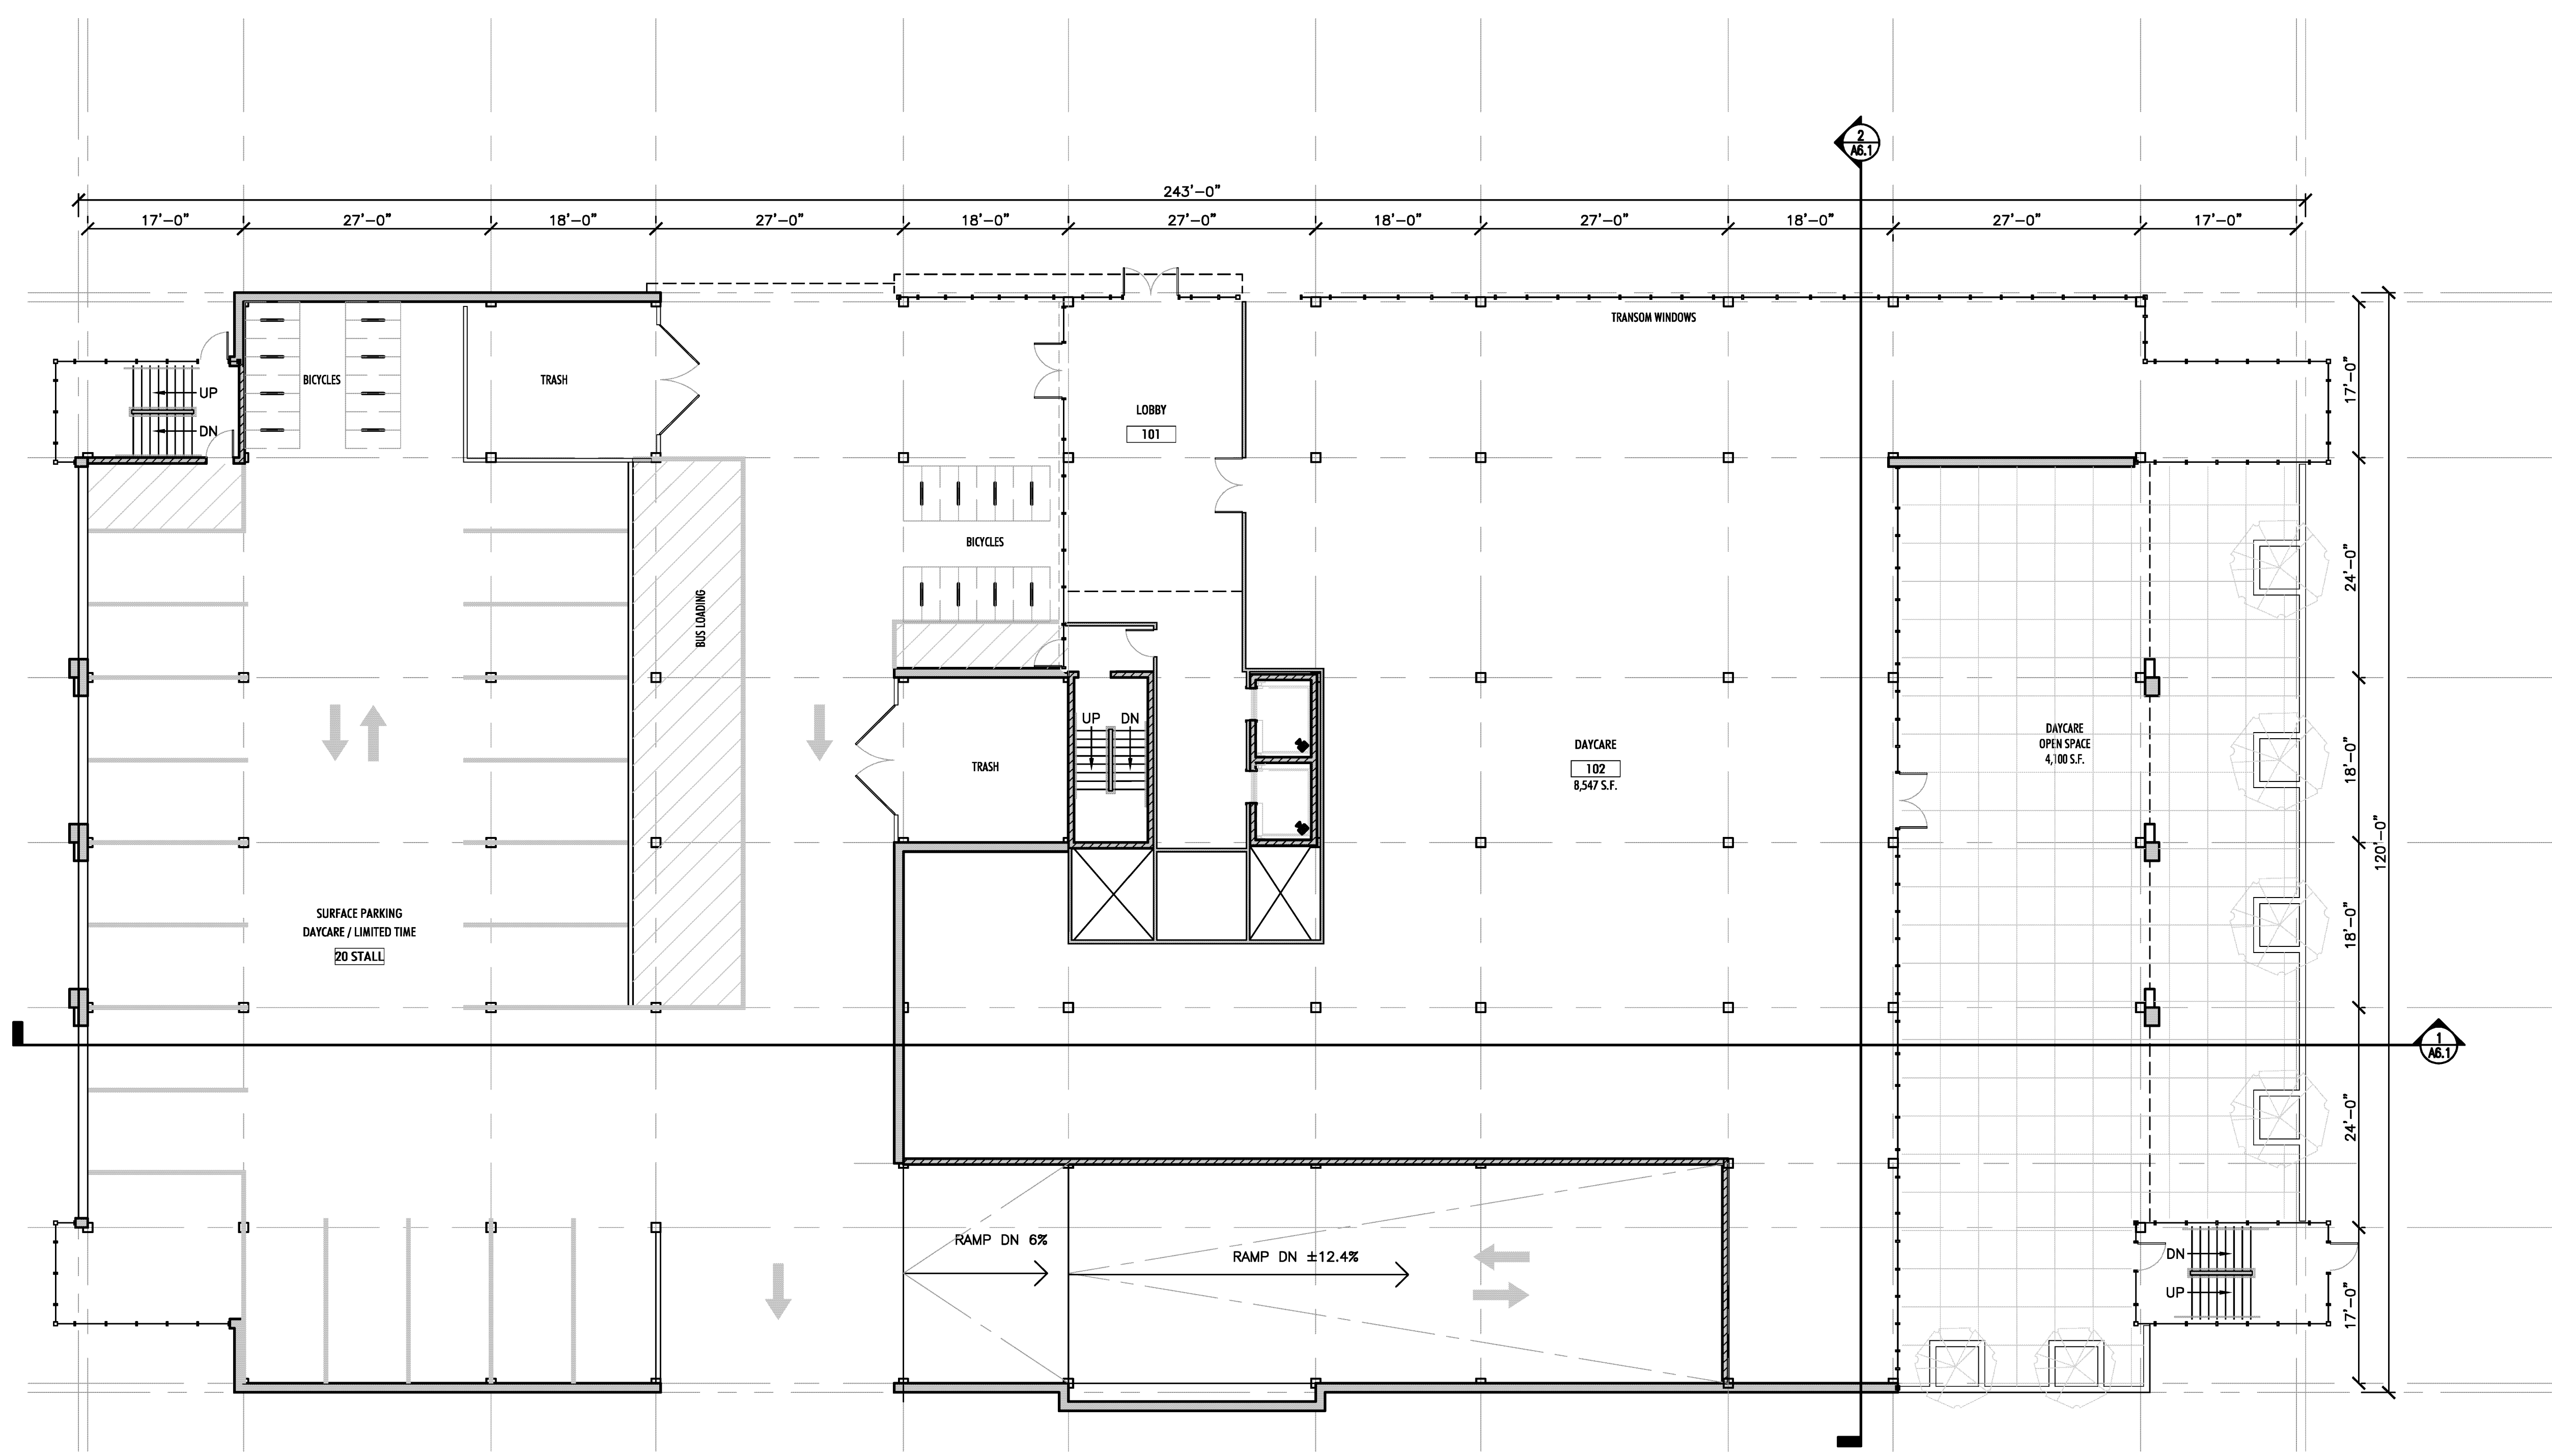 2
A6.1
243'-0"
17'-0"
27'-0"
18'-0"
27'-0"
18'-0"
27'-0"
18'-0"
27'-0"
18'-0"
27'-0"
17'-0"
TRANSOM WINDOWS
BICYCLES
TRASH
UP
DN
LOBBY
101
17'-0"
BICYCLES
BUS LOADING
24'-0"
UP
DN
TRASH
DAYCARE
102
8,547 S.F.
DAYCARE
OPEN SPACE
4,100 S.F.
18'-0"
120'-0"
SURFACE PARKING
DAYCARE / LIMITED TIME
20 STALL
18'-0"
1
A6.1
24'-0"
RAMP DN 6%
RAMP DN ±12.4%
DN
UP
17'-0"